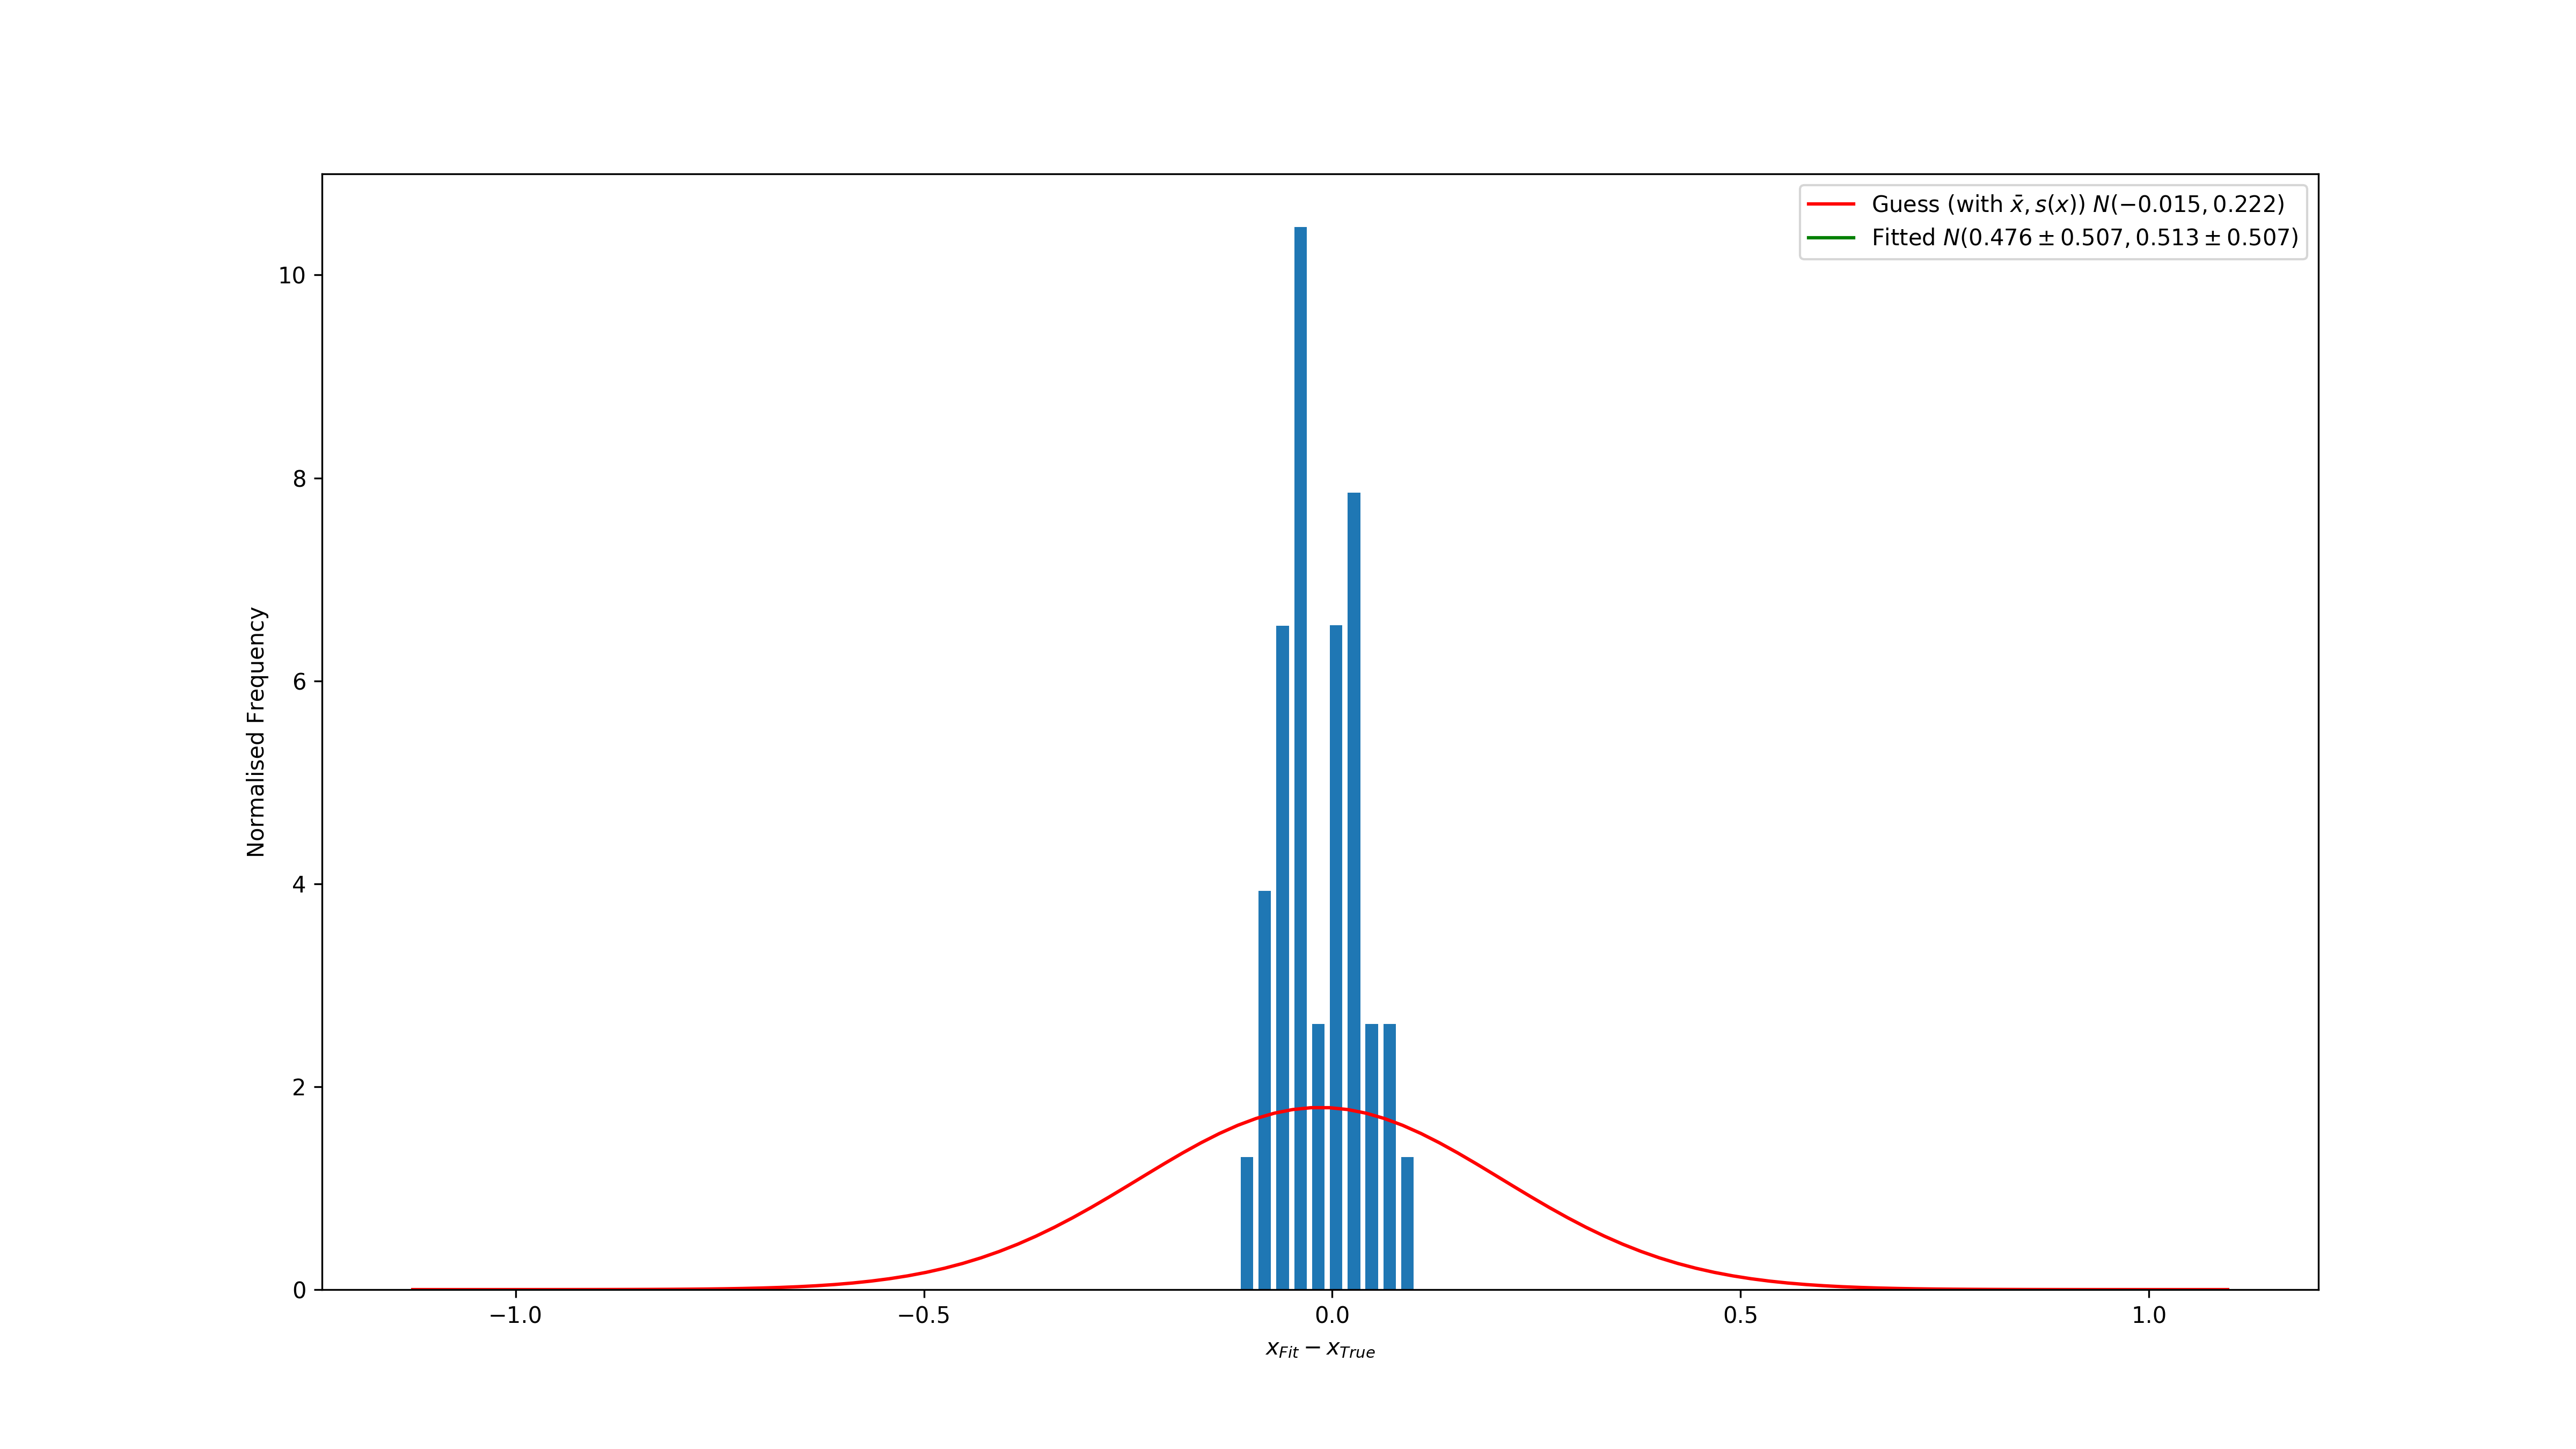 Guess (with x̄, s(x)) N(−0.015, 0.222)
Fitted N(0.476 ± 0.507, 0.513 ± 0.507)
10
8
6
4
2
0
Normalised Frequency
−1.0 −0.5 0.0 0.5 1.0
x_Fit − x_True